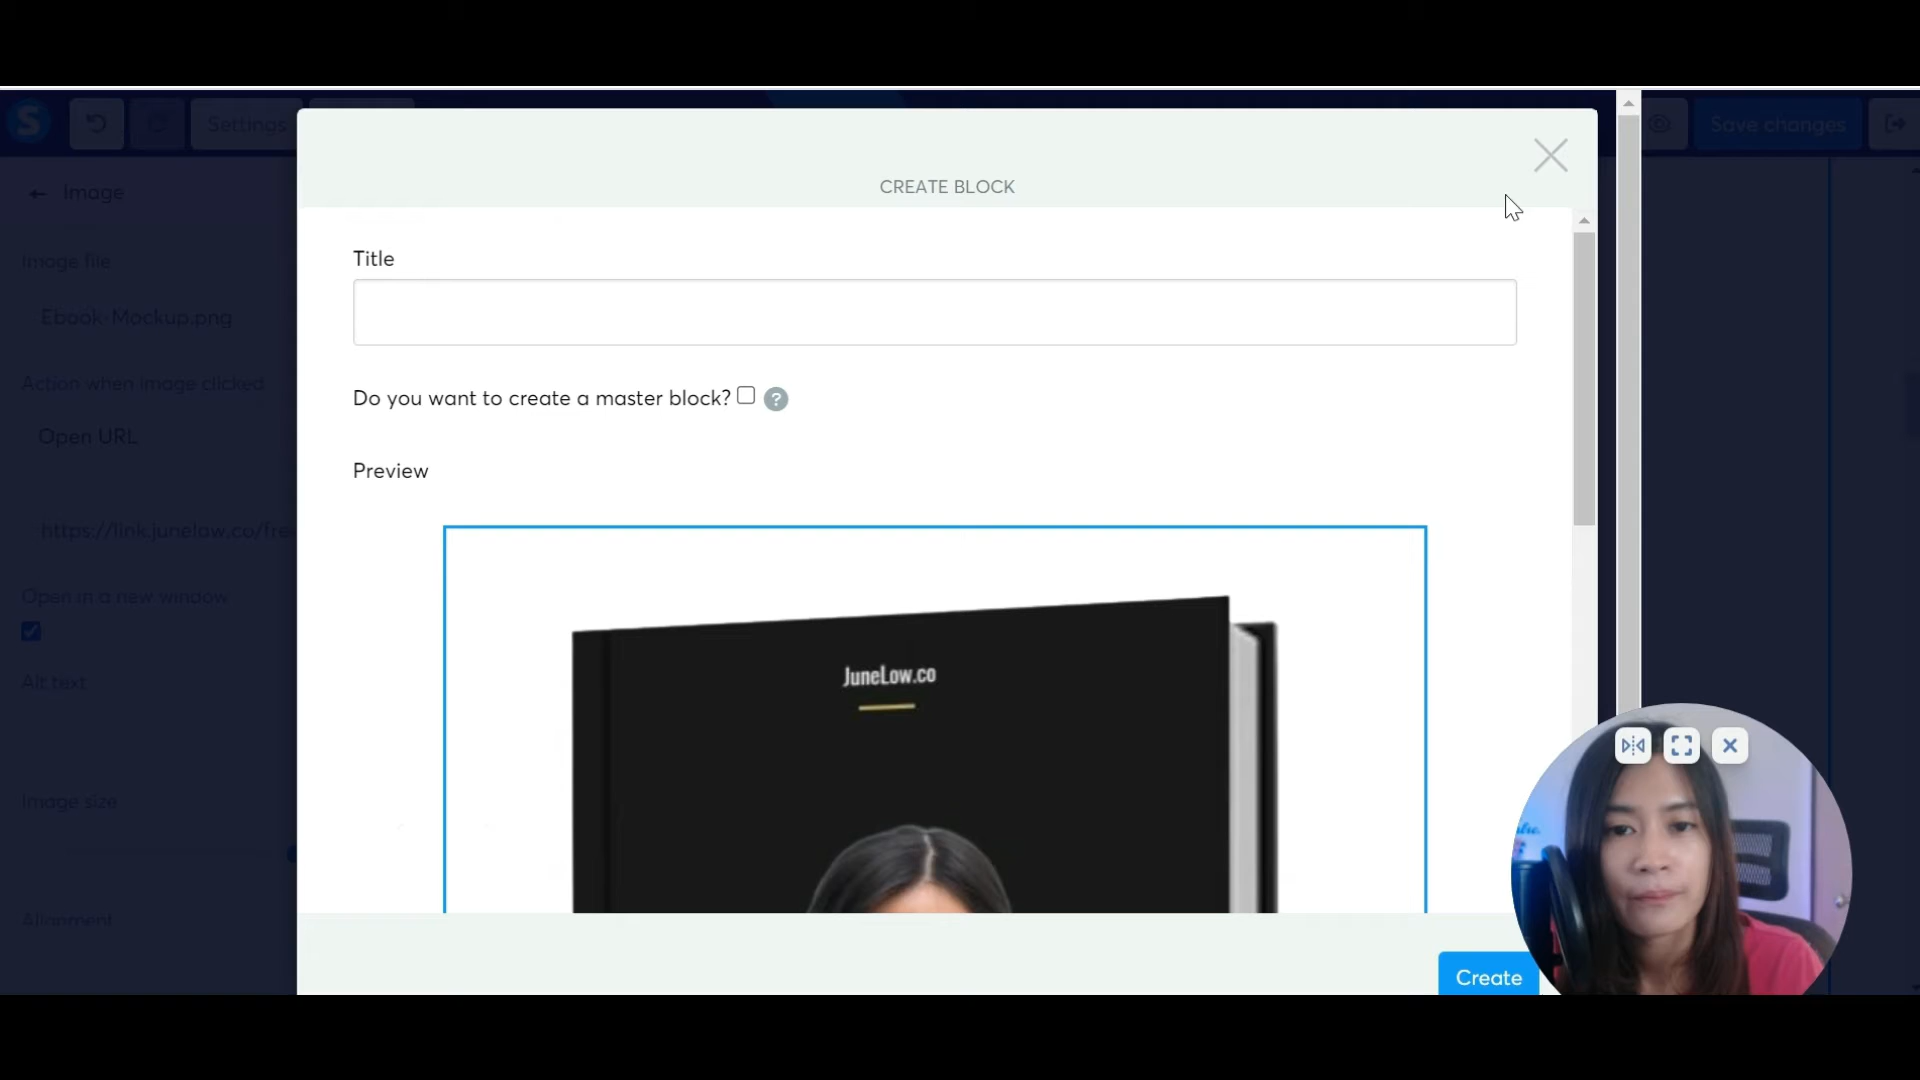 S
Settings
Save changes
CREATE BLOCK
Image
Title
Image file
Ebook-Mockup.png
Action when image clicked
Do you want to create a master block? ?
Open URL
Preview
https://link.junelow.co/fre
Open in a new window
JuneLow.co
Alt text
Image size
Alignment
Create